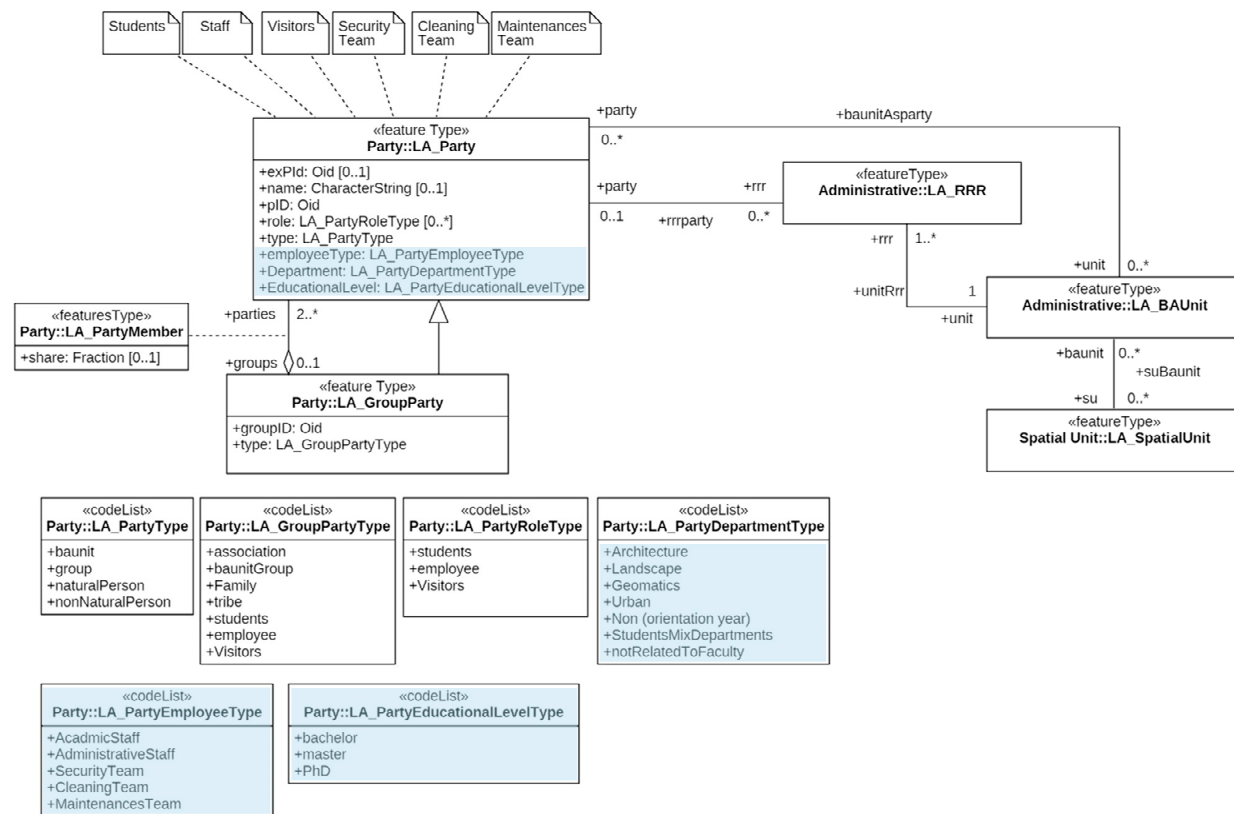 Students
Staff
Visitors
Security
Team
Cleaning
Team
Maintenances
Team
«feature Type»
Party::LA_Party
+exPId: Oid [0..1]
+name: CharacterString [0..1]
+pID: Oid
+role: LA_PartyRoleType [0..*]
+type: LA_PartyType
+employeeType: LA_PartyEmployeeType
+Department: LA_PartyDepartmentType
+EducationalLevel: LA_PartyEducationalLevelType
+party
0..*
+baunitAsparty
+party
+rrr
0..1
+rrrparty
0..*
«featureType»
Administrative::LA_RRR
+rrr
1..*
+unitRrr
1
+unit
+unit
0..*
«featureType»
Administrative::LA_BAUnit
+baunit
0..*
+suBaunit
+su
0..*
«featureType»
Spatial Unit::LA_SpatialUnit
«featuresType»
Party::LA_PartyMember
+share: Fraction [0..1]
+parties
2..*
+groups
0..1
«feature Type»
Party::LA_GroupParty
+groupID: Oid
+type: LA_GroupPartyType
«codeList»
Party::LA_PartyType
+baunit
+group
+naturalPerson
+nonNaturalPerson
«codeList»
Party::LA_GroupPartyType
+association
+baunitGroup
+Family
+tribe
+students
+employee
+Visitors
«codeList»
Party::LA_PartyRoleType
+students
+employee
+Visitors
«codeList»
Party::LA_PartyDepartmentType
+Architecture
+Landscape
+Geomatics
+Urban
+Non (orientation year)
+StudentsMixDepartments
+notRelatedToFaculty
«codeList»
Party::LA_PartyEmployeeType
+AcadmicStaff
+AdministrativeStaff
+SecurityTeam
+CleaningTeam
+MaintenancesTeam
«codeList»
Party::LA_PartyEducationalLevelType
+bachelor
+master
+PhD